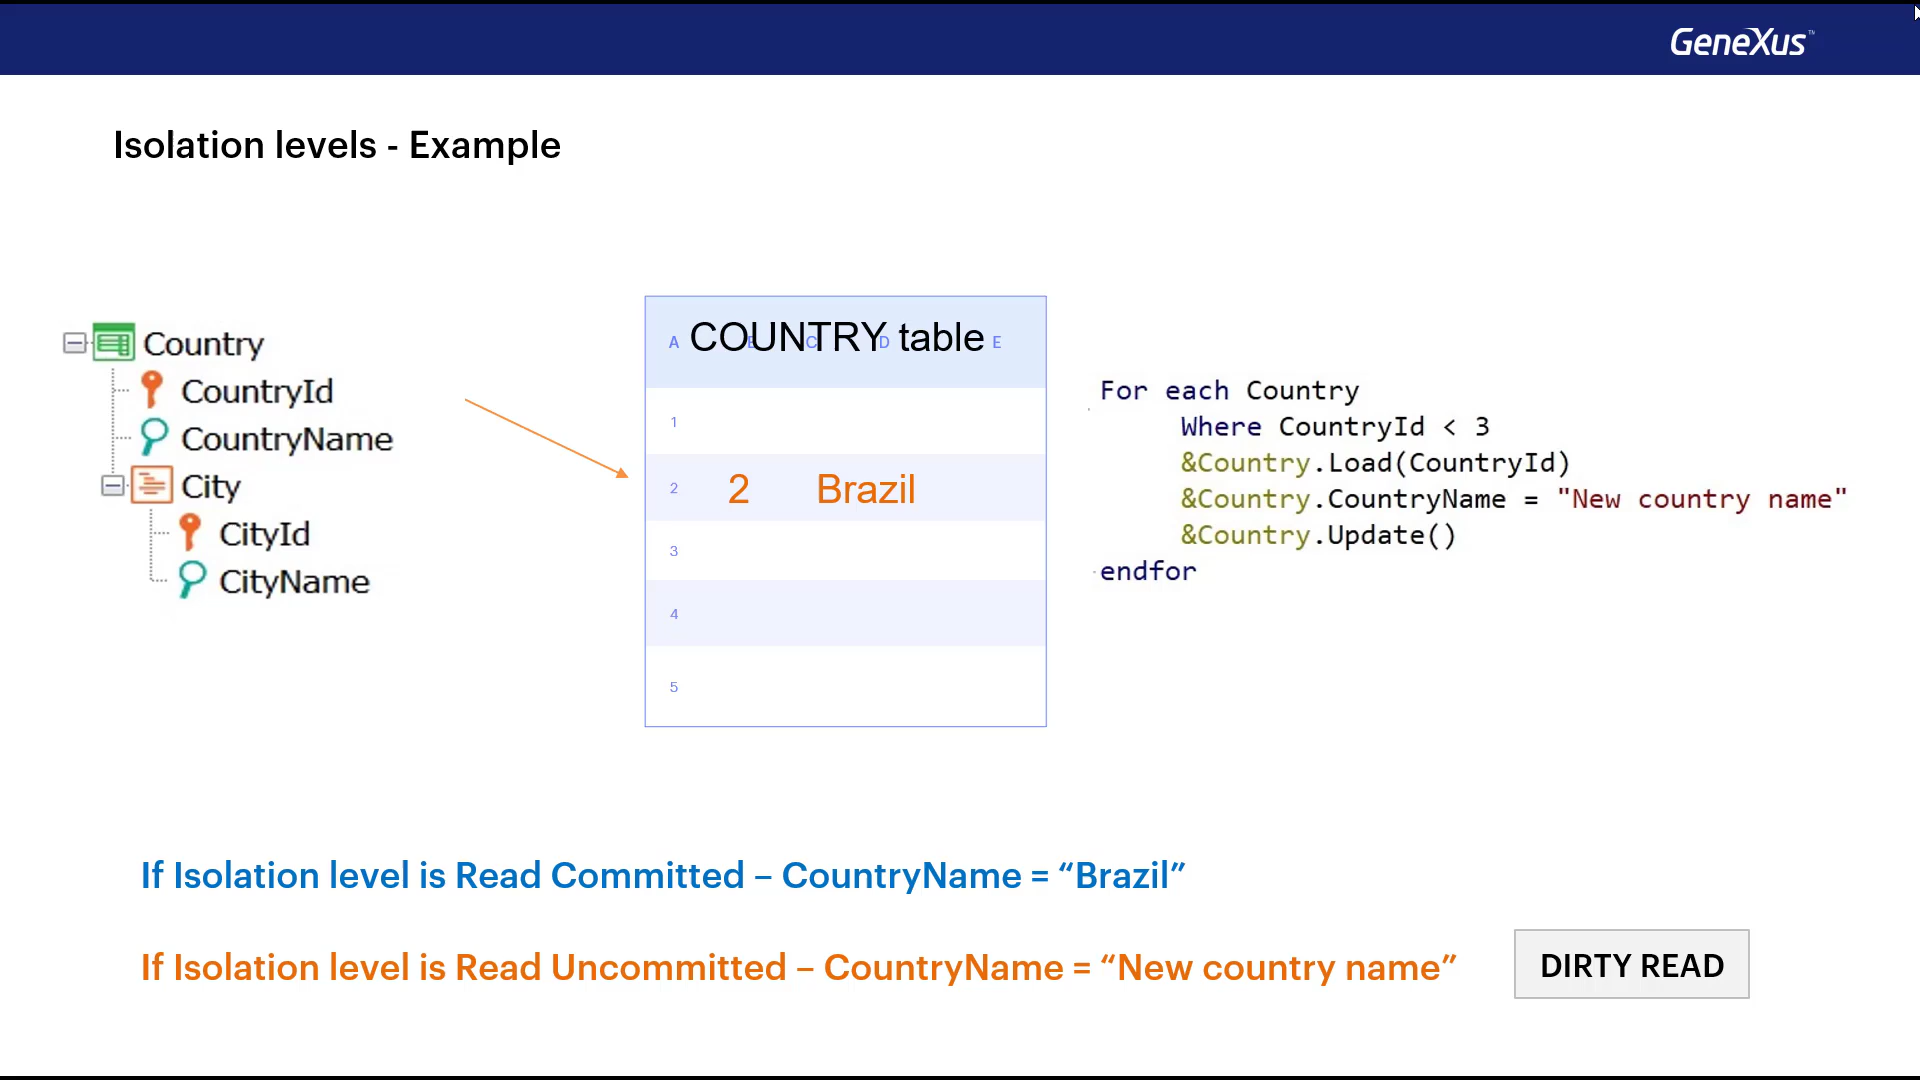 GeneXus™
Isolation levels - Example
Country
CountryId
CountryName
City
CityId
CityName
A B C D E
COUNTRY table
1
2 2 Brazil
3
4
5
For each Country
Where CountryId < 3
&Country.Load(CountryId)
&Country.CountryName = "New country name"
&Country.Update()
endfor
If Isolation level is Read Committed – CountryName = “Brazil”
If Isolation level is Read Uncommitted – CountryName = “New country name”
DIRTY READ